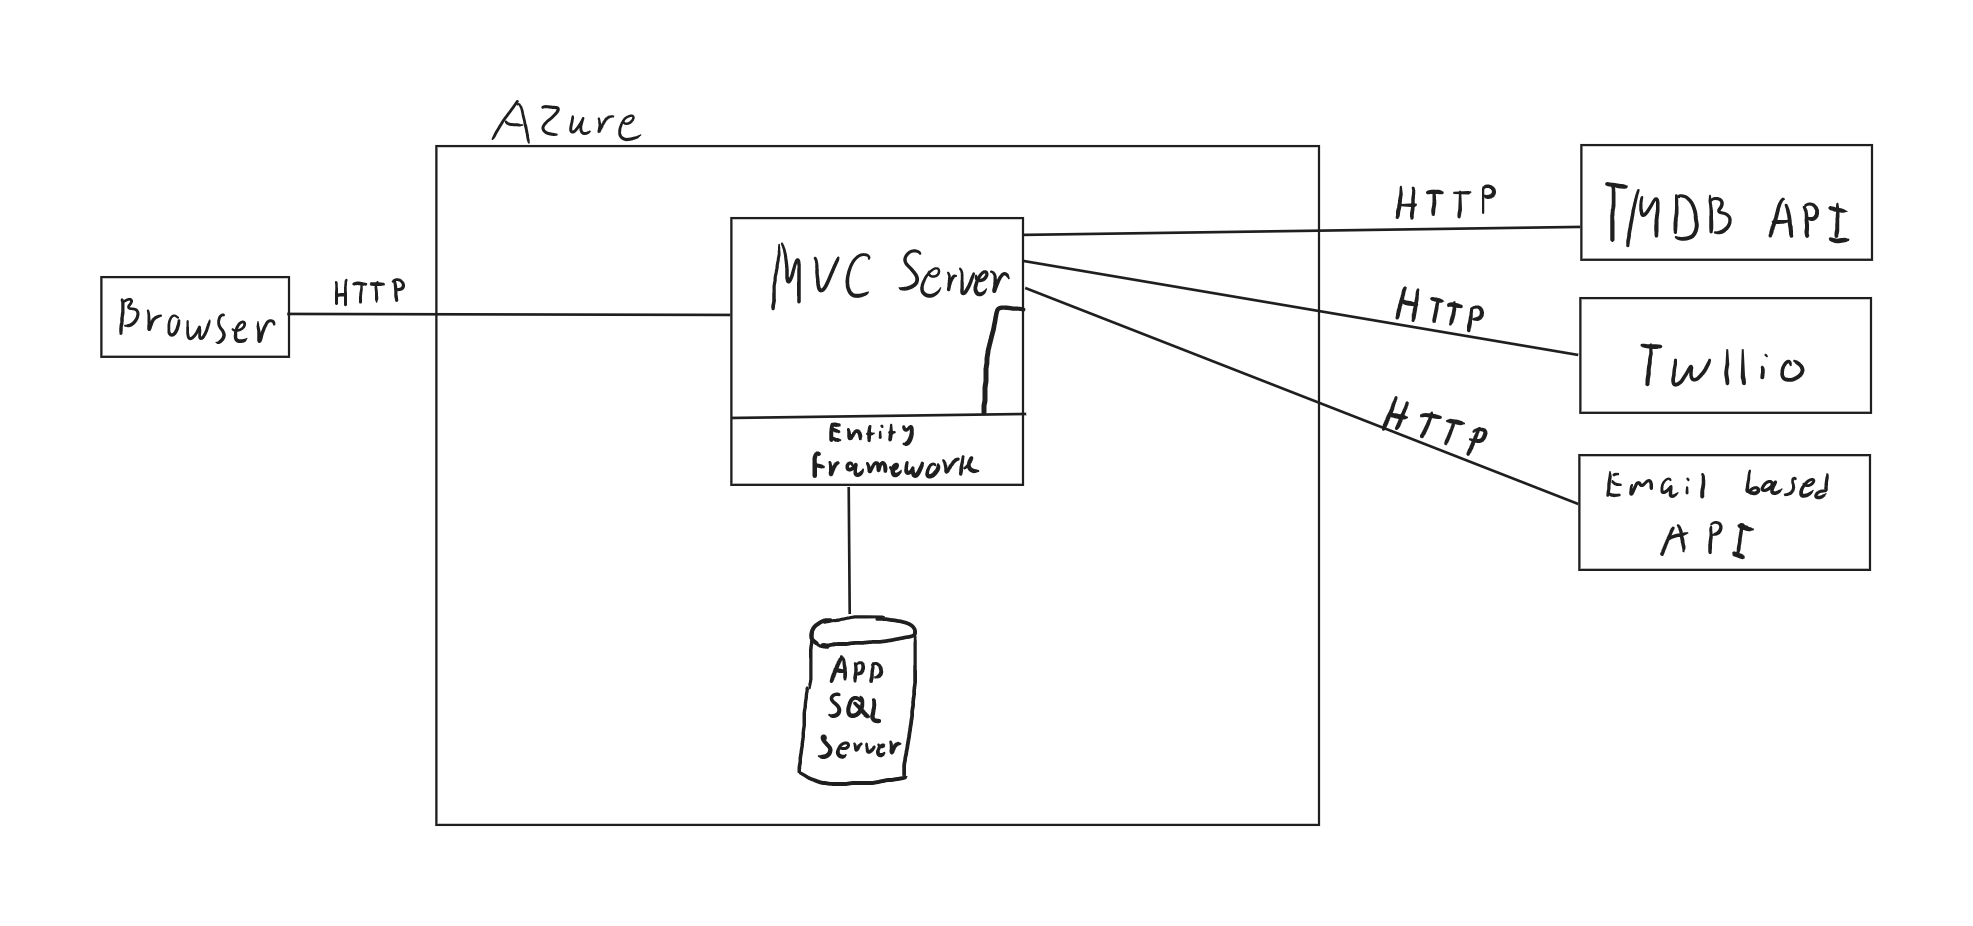 Azure
Browser
HTTP
MVC Server
Entity
Framework
App
SQL
Server
HTTP
TMDB API
HTTP
Twllio
HTTP
Email based
API